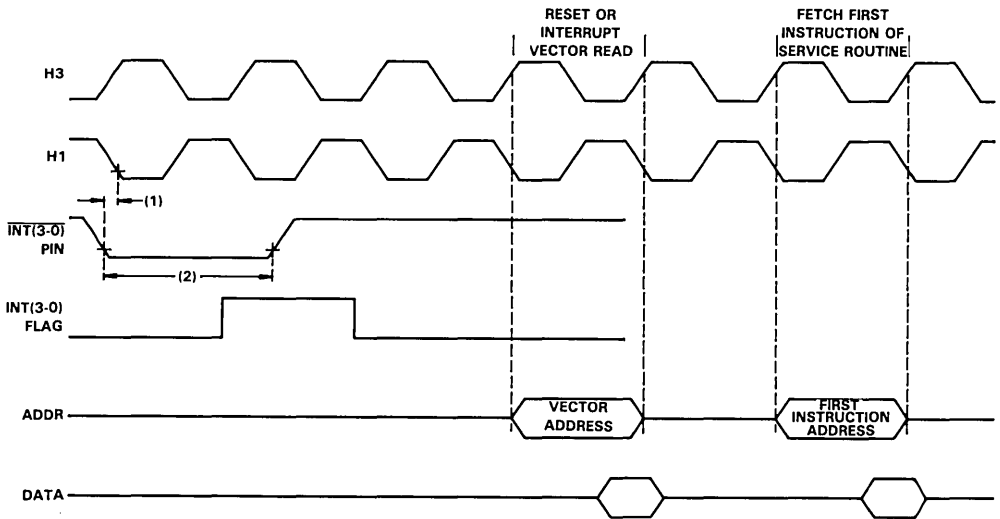 RESET OR
INTERRUPT
VECTOR READ
FETCH FIRST
INSTRUCTION OF
SERVICE ROUTINE
H3
H1
(1)
INT(3-0)
PIN
(2)
INT(3-0)
FLAG
ADDR
VECTOR
ADDRESS
FIRST
INSTRUCTION
ADDRESS
DATA